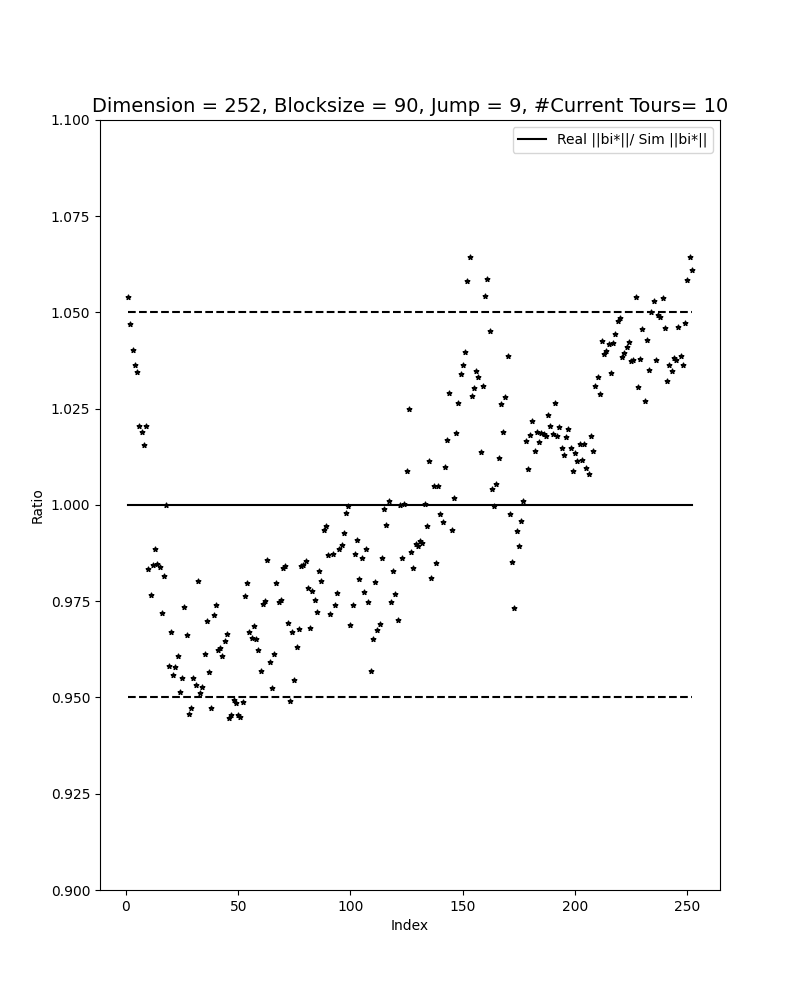 Dimension = 252, Blocksize = 90, Jump = 9, #Current Tours= 10
Real ||bi*||/ Sim ||bi*||
1.100
1.075
1.050
1.025
1.000
0.975
0.950
0.925
0.900
Ratio
0 50 100 150 200 250
Index